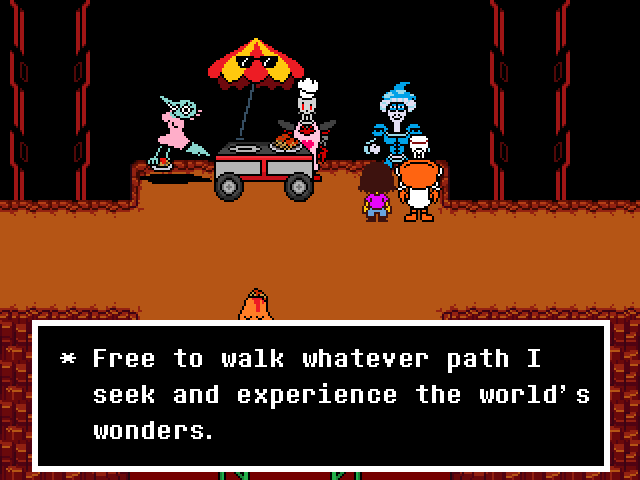 * Free to walk whatever path I
seek and experience the world's
wonders.